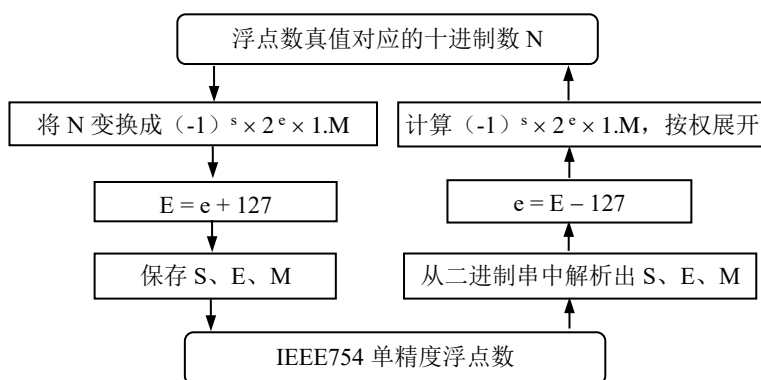 浮点数真值对应的十进制数 N
将 N 变换成（-1）ˢ × 2ᵉ × 1.M
E = e + 127
保存 S、E、M
计算（-1）ˢ × 2ᵉ × 1.M，按权展开
e = E – 127
从二进制串中解析出 S、E、M
IEEE754 单精度浮点数